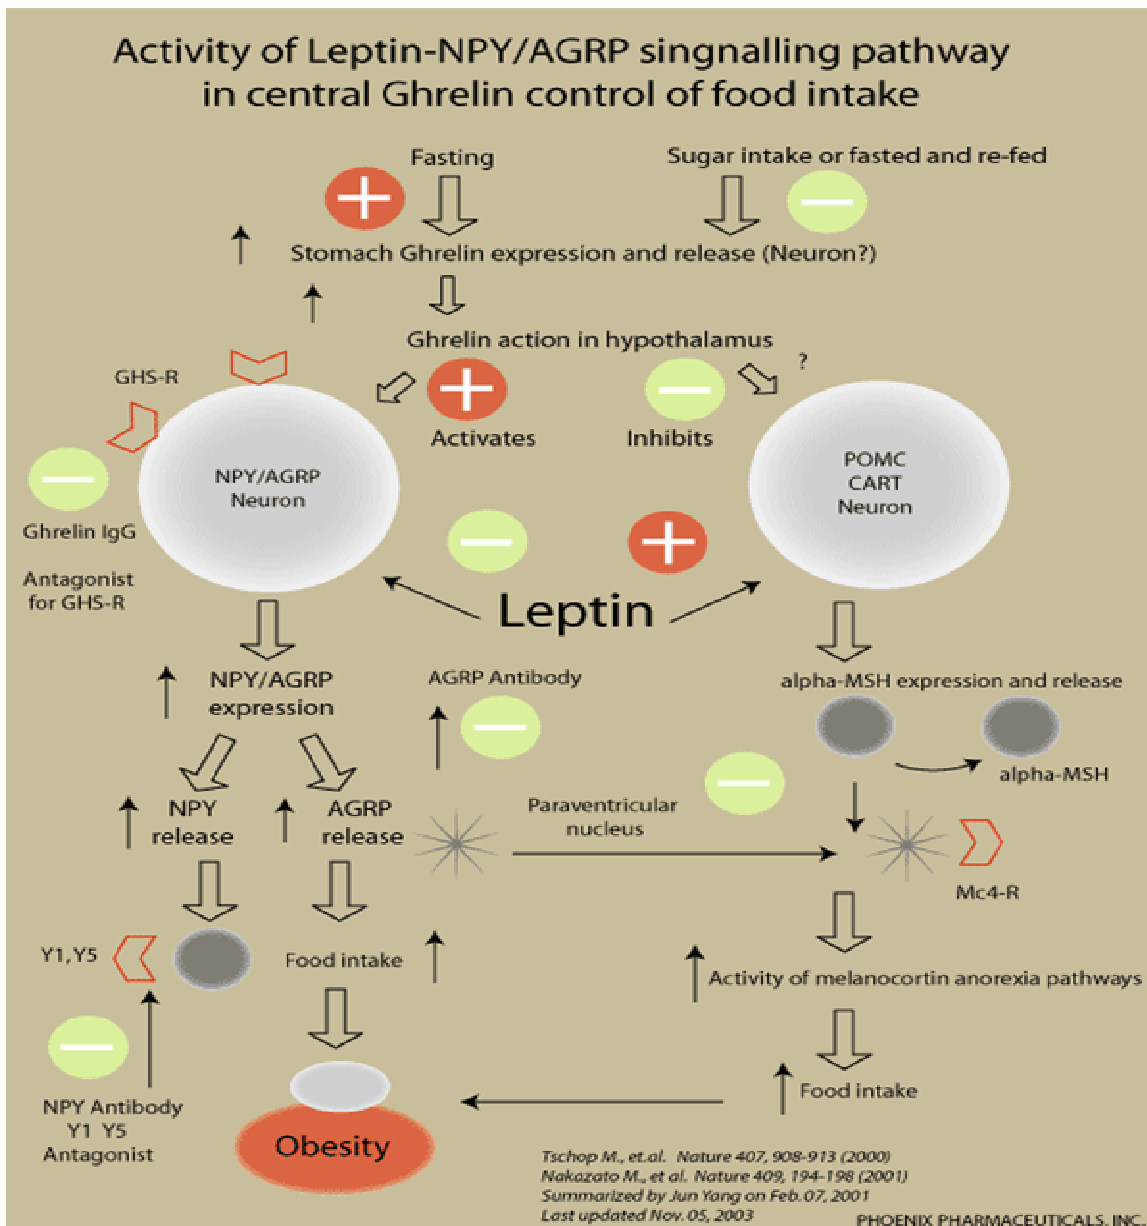 Activity of Leptin-NPY/AGRP singnalling pathway
in central Ghrelin control of food intake
Fasting
Sugar intake or fasted and re-fed
Stomach Ghrelin expression and release (Neuron?)
Ghrelin action in hypothalamus
?
GHS-R
Activates
Inhibits
NPY/AGRP
Neuron
POMC
CART
Neuron
Ghrelin IgG
Antagonist
for GHS-R
Leptin
NPY/AGRP
expression
AGRP Antibody
alpha-MSH expression and release
alpha-MSH
NPY
release
AGRP
release
Paraventricular
nucleus
Mc4-R
Y1,Y5
Food intake
Activity of melanocortin anorexia pathways
Food intake
NPY Antibody
Y1 Y5
Antagonist
Obesity
Tschop M., et.al. Nature 407, 908-913 (2000)
Nakazato M., et al. Nature 409, 194-198 (2001)
Summarized by Jun Yang on Feb. 07, 2001
Last updated Nov. 05, 2003
PHOENIX PHARMACEUTICALS, INC